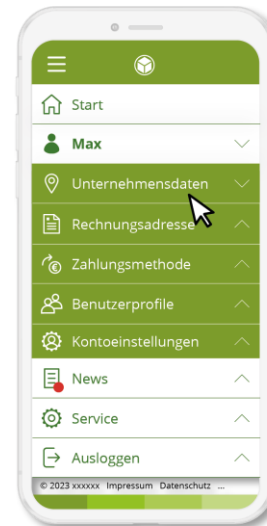 Start
Max
Unternehmensdaten
Rechnungsadresse
Zahlungsmethode
Benutzerprofile
Kontoeinstellungen
News
Service
Ausloggen
© 2023 xxxxxx Impressum Datenschutz ...